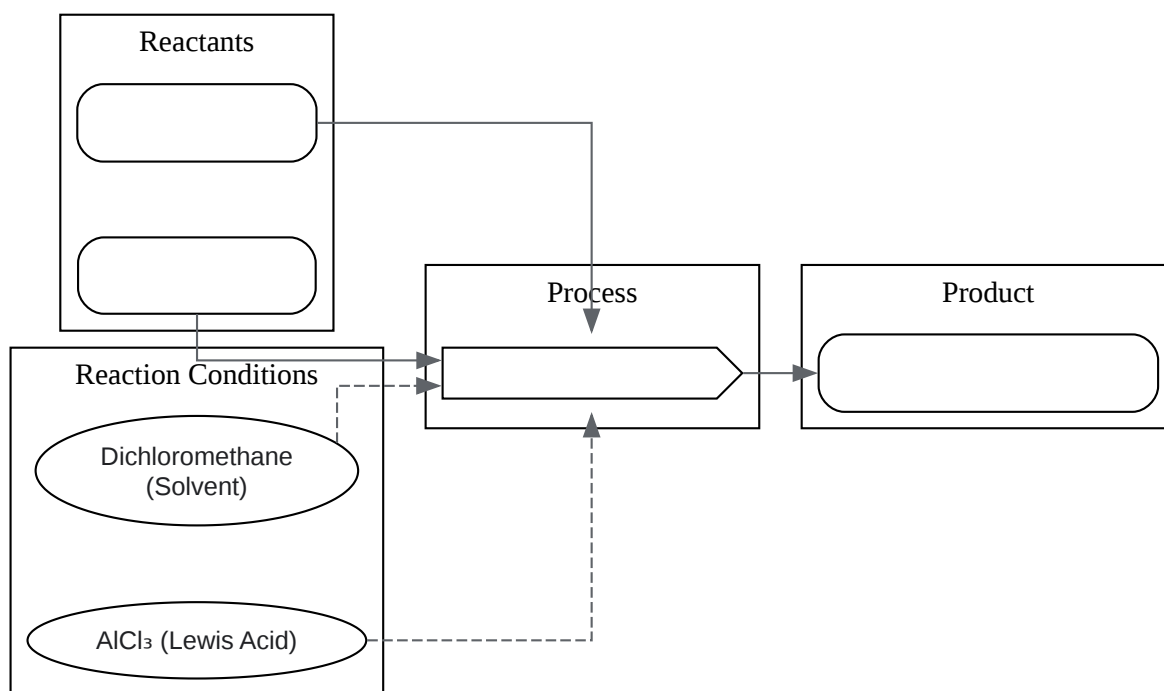 Reactants
Process
Product
Reaction Conditions
Dichloromethane
(Solvent)
AlCl₃ (Lewis Acid)